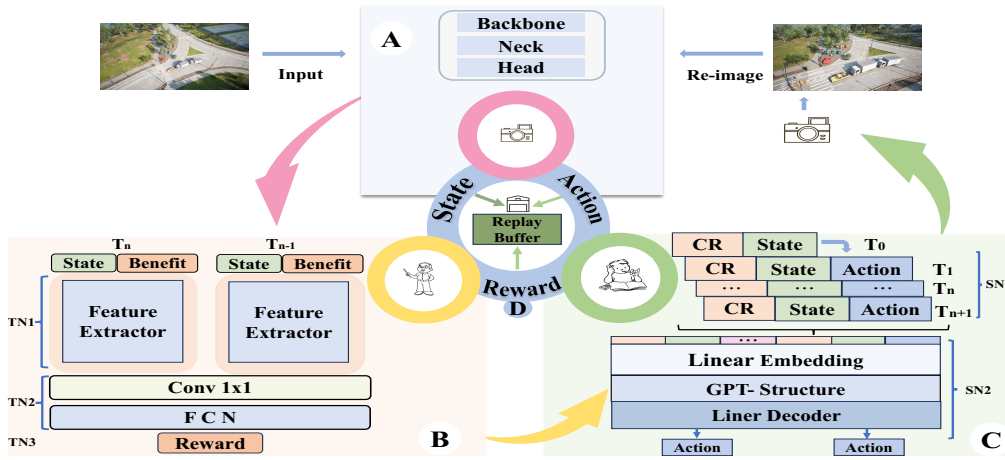 A
Backbone
Neck
Head
Input
Re-image
State
Action
Replay
Buffer
Reward
D
Tn
Tn-1
State
Benefit
State
Benefit
TN1
Feature
Extractor
Feature
Extractor
TN2
Conv 1x1
F C N
TN3
Reward
B
CR
State
T0
CR
State
Action
T1
...
...
...
Tn
CR
State
Action
Tn+1
SN
...
Linear Embedding
GPT- Structure
Liner Decoder
SN2
Action
Action
C